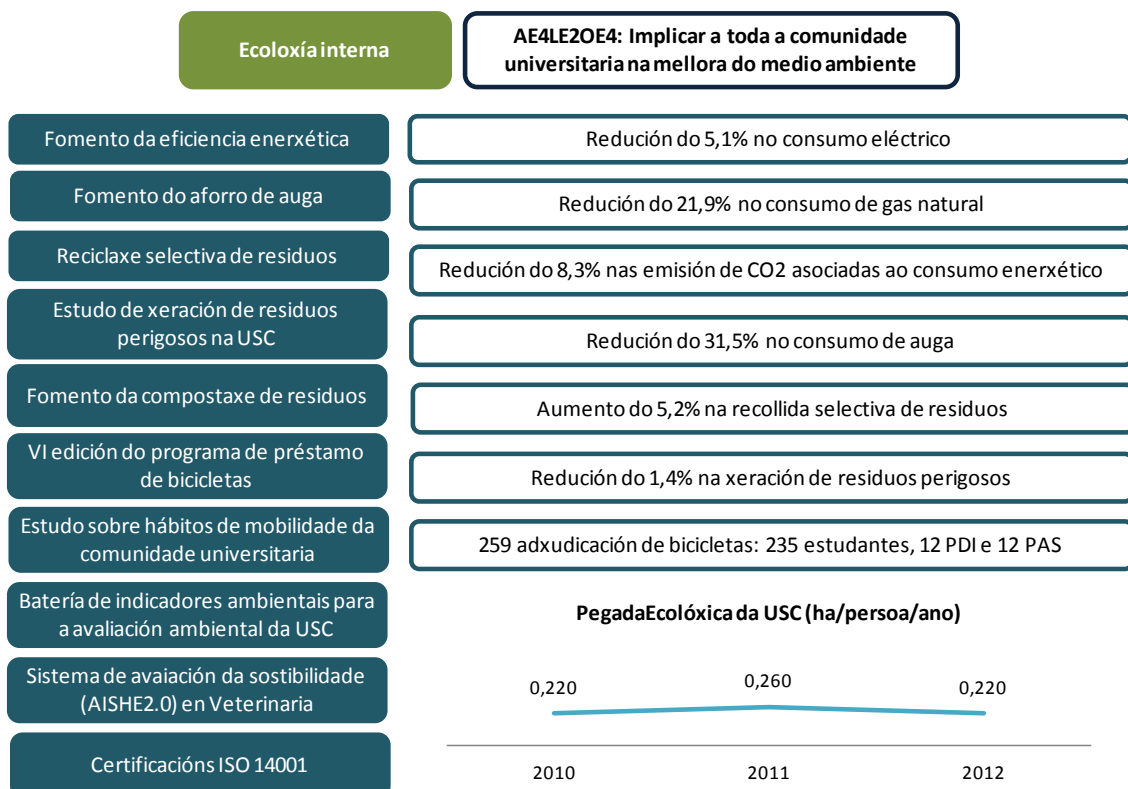 Ecoloxía interna
AE4LE2OE4: Implicar a toda a comunidade
universitaria na mellora do medio ambiente
Fomento da eficiencia enerxética
Fomento do aforro de auga
Reciclaxe selectiva de residuos
Estudo de xeración de residuos
perigosos na USC
Fomento da compostaxe de residuos
VI edición do programa de préstamo
de bicicletas
Estudo sobre hábitos de mobilidade da
comunidade universitaria
Batería de indicadores ambientais para
a avaliación ambiental da USC
Sistema de avaiación da sostibilidade
(AISHE2.0) en Veterinaria
Certificacións ISO 14001
Redución do 5,1% no consumo eléctrico
Redución do 21,9% no consumo de gas natural
Redución do 8,3% nas emisión de CO2 asociadas ao consumo enerxético
Redución do 31,5% no consumo de auga
Aumento do 5,2% na recollida selectiva de residuos
Redución do 1,4% na xeración de residuos perigosos
259 adxudicación de bicicletas: 235 estudantes, 12 PDI e 12 PAS
PegadaEcolóxica da USC (ha/persoa/ano)
0,220 0,260 0,220
2010 2011 2012